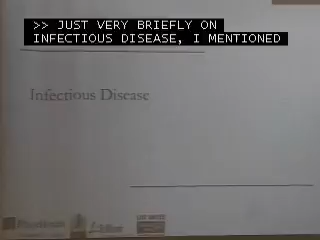 >> JUST VERY BRIEFLY ON
INFECTIOUS DISEASE, I MENTIONED
Infectious Disease